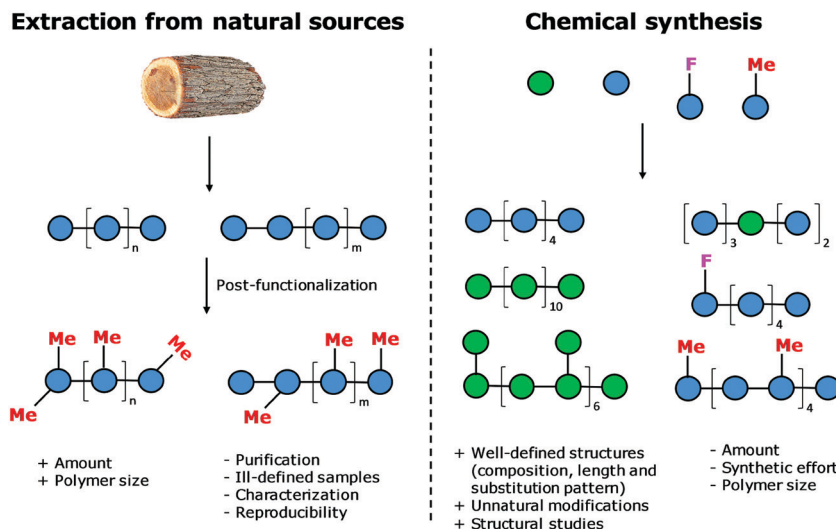 Extraction from natural sources
Chemical synthesis
F
Me
n
m
Post-functionalization
Me
Me
Me
Me
n
Me
Me
Me
m
4
3
2
10
F
4
6
Me
Me
4
+ Amount
+ Polymer size
- Purification
- Ill-defined samples
- Characterization
- Reproducibility
+ Well-defined structures
(composition, length and
substitution pattern)
+ Unnatural modifications
+ Structural studies
- Amount
- Synthetic effort
- Polymer size